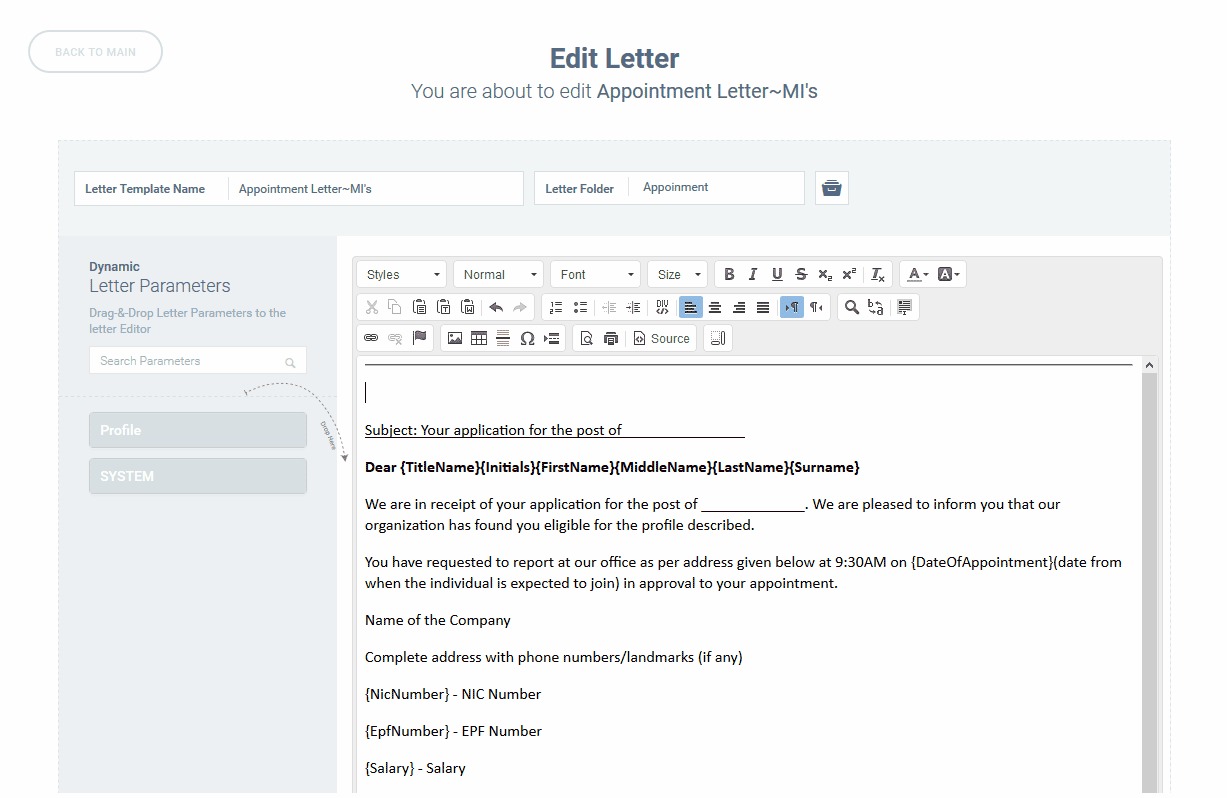 BACK TO MAIN
Edit Letter
You are about to edit Appointment Letter~MI's
Letter Template Name Appointment Letter~MI's Letter Folder Appoinment
Dynamic
Letter Parameters
Drag-&-Drop Letter Parameters to the
letter Editor
Search Parameters
Drop Here
Profile
SYSTEM
Styles Normal Font Size B I U S x₂ x² Tx A A
DIV
Source
Subject: Your application for the post of _______________
Dear {TitleName}{Initials}{FirstName}{MiddleName}{LastName}{Surname}
We are in receipt of your application for the post of _____________. We are pleased to inform you that our
organization has found you eligible for the profile described.
You have requested to report at our office as per address given below at 9:30AM on {DateOfAppointment}(date from
when the individual is expected to join) in approval to your appointment.
Name of the Company
Complete address with phone numbers/landmarks (if any)
{NicNumber} - NIC Number
{EpfNumber} - EPF Number
{Salary} - Salary